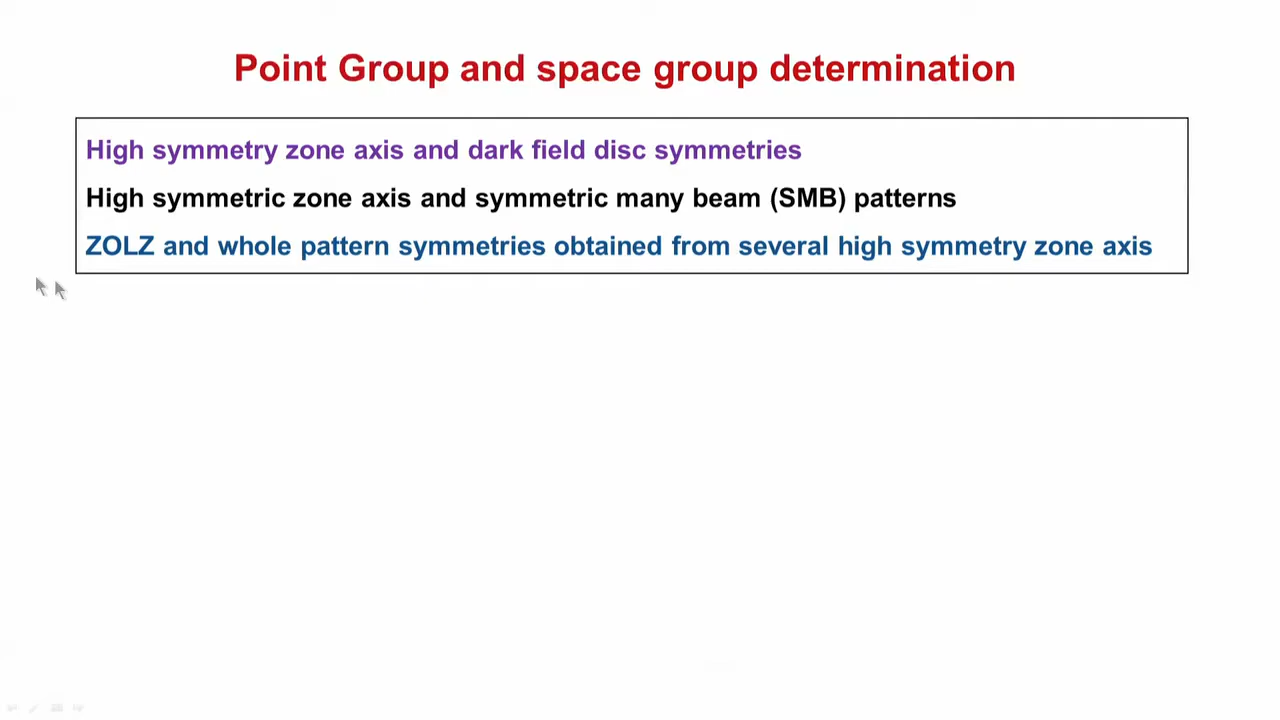 Point Group and space group determination
High symmetry zone axis and dark field disc symmetries
High symmetric zone axis and symmetric many beam (SMB) patterns
ZOLZ and whole pattern symmetries obtained from several high symmetry zone axis